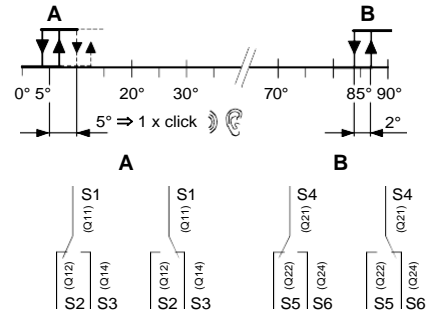 A B
0° 5° 20° 30° 70° 85° 90°
5° ⇒ 1 x click 2°
A B
S1 S1 S4 S4
(Q11) (Q11) (Q21) (Q21)
(Q12) (Q14) (Q12) (Q14) (Q22) (Q24) (Q22) (Q24)
S2 S3 S2 S3 S5 S6 S5 S6